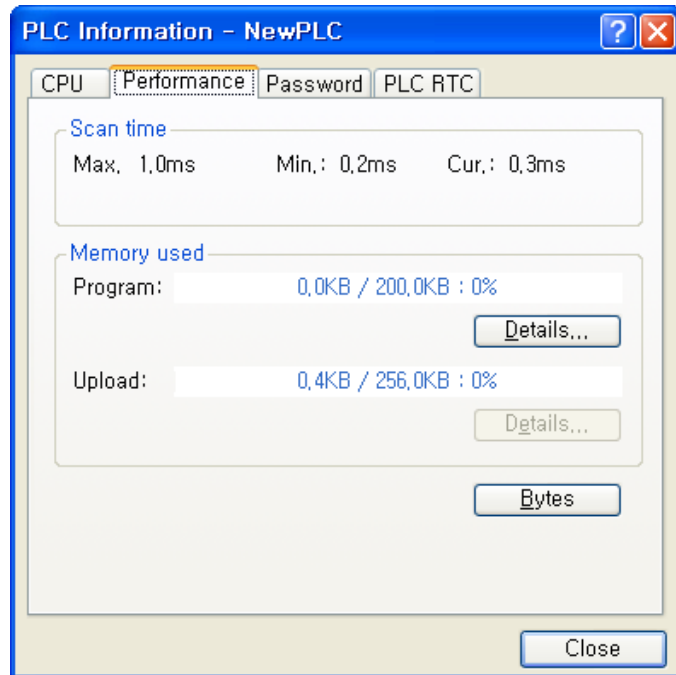 PLC Information - NewPLC
CPU Performance Password PLC RTC
Scan time
Max, 1,0ms Min,: 0,2ms Cur,: 0,3ms
Memory used
Program: 0,0KB / 200,0KB : 0%
Details,,,
Upload: 0,4KB / 256,0KB : 0%
Details,,,
Bytes
Close